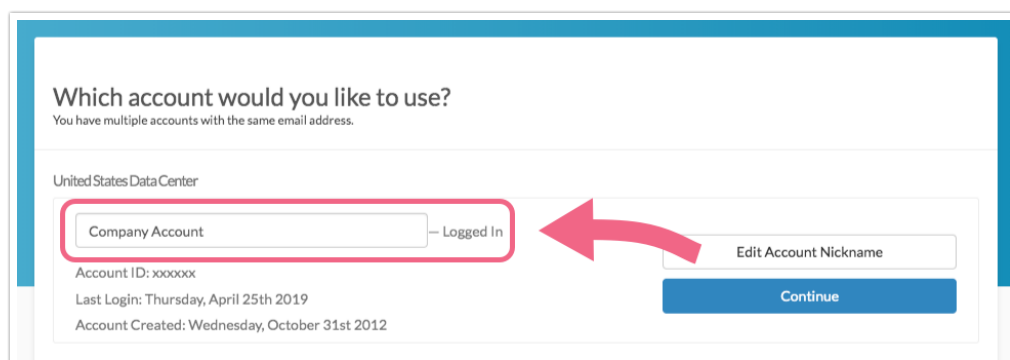 Which account would you like to use?
You have multiple accounts with the same email address.
United States Data Center
Company Account — Logged In
Edit Account Nickname
Account ID: xxxxxx
Last Login: Thursday, April 25th 2019
Continue
Account Created: Wednesday, October 31st 2012